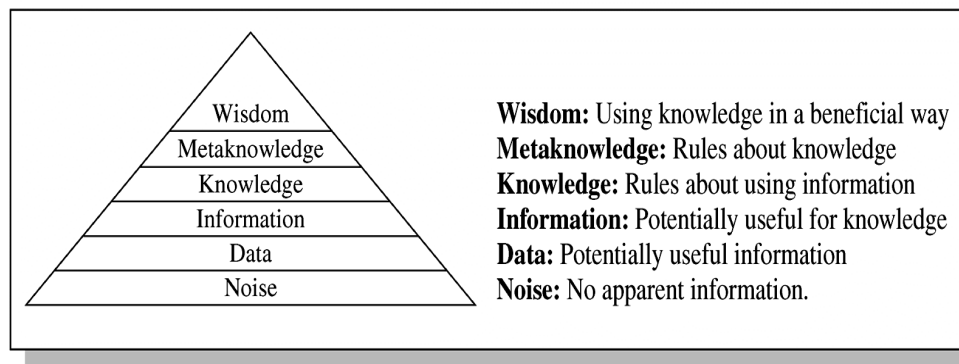 Wisdom
Metaknowledge
Knowledge
Information
Data
Noise
Wisdom: Using knowledge in a beneficial way
Metaknowledge: Rules about knowledge
Knowledge: Rules about using information
Information: Potentially useful for knowledge
Data: Potentially useful information
Noise: No apparent information.